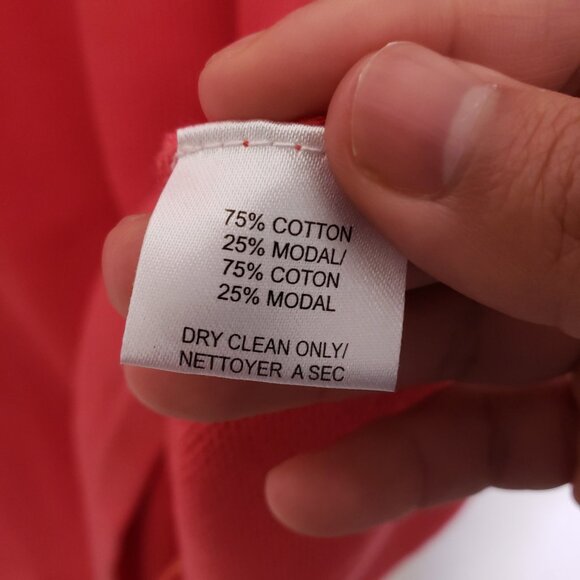 75% COTTON
25% MODAL/
75% COTON
25% MODAL
DRY CLEAN ONLY/
NETTOYER A SEC